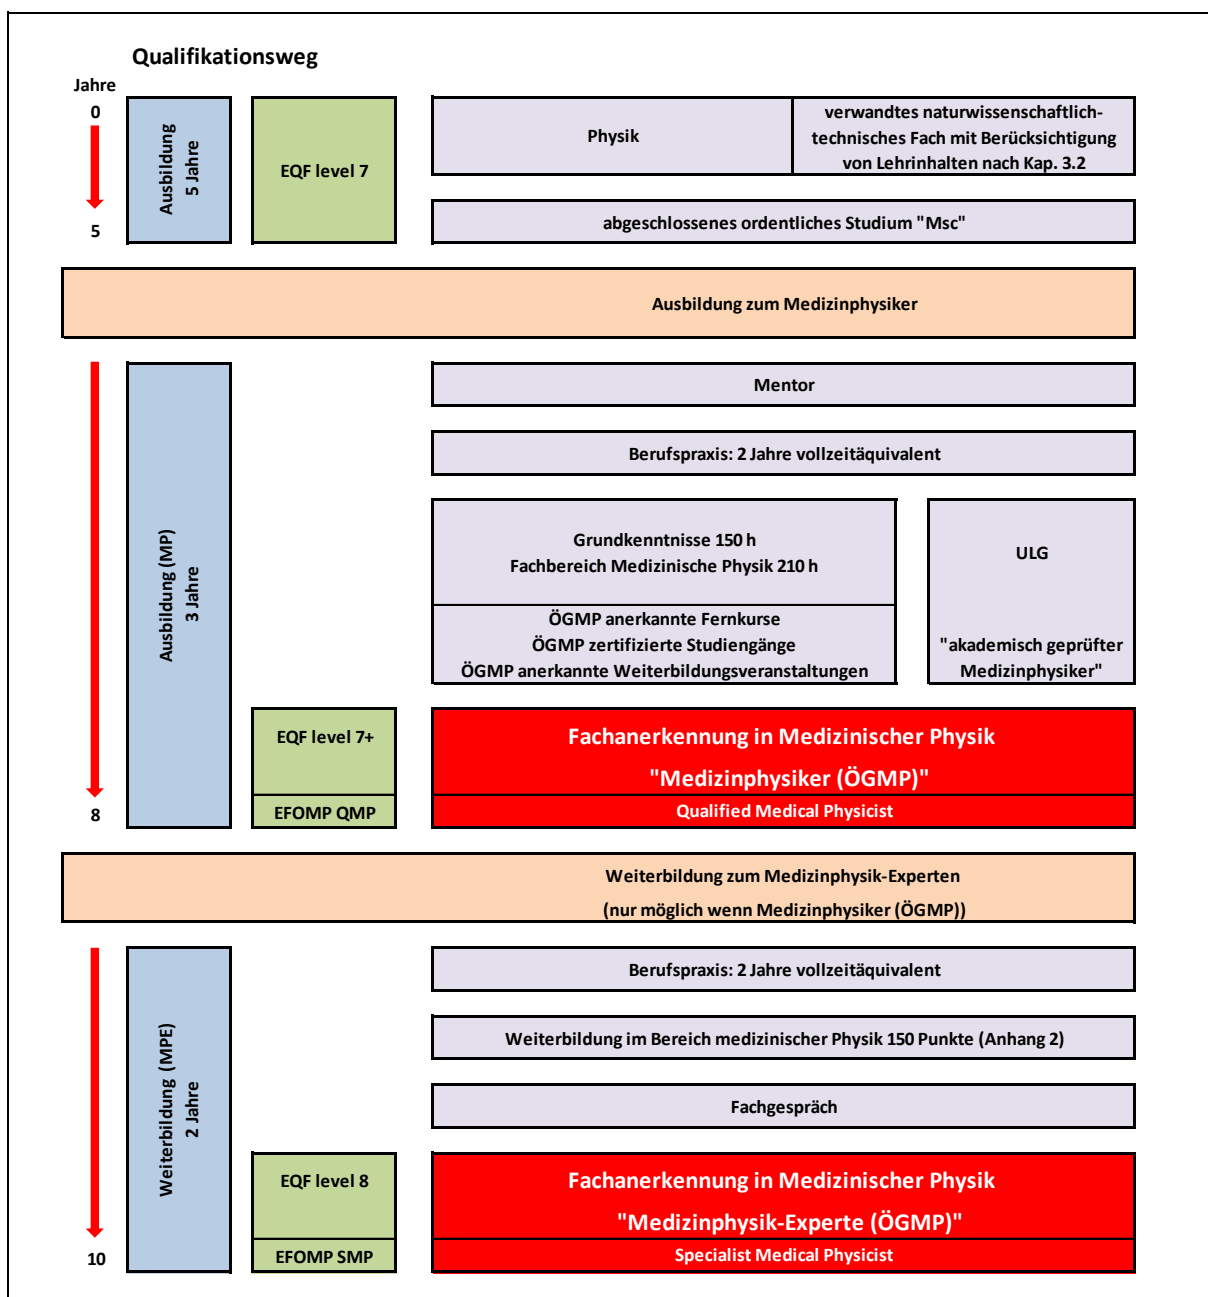 Qualifikationsweg
Jahre
0
Ausbildung
5 Jahre
EQF level 7
Physik
verwandtes naturwissenschaftlich-
technisches Fach mit Berücksichtigung
von Lehrinhalten nach Kap. 3.2
5
abgeschlossenes ordentliches Studium "Msc"
Ausbildung zum Medizinphysiker
Ausbildung (MP)
3 Jahre
Mentor
Berufspraxis: 2 Jahre vollzeitäquivalent
Grundkenntnisse 150 h
Fachbereich Medizinische Physik 210 h
ÖGMP anerkannte Fernkurse
ÖGMP zertifizierte Studiengänge
ÖGMP anerkannte Weiterbildungsveranstaltungen
ULG
"akademisch geprüfter
Medizinphysiker"
EQF level 7+
Fachanerkennung in Medizinischer Physik
"Medizinphysiker (ÖGMP)"
8
EFOMP QMP
Qualified Medical Physicist
Weiterbildung zum Medizinphysik-Experten
(nur möglich wenn Medizinphysiker (ÖGMP))
Weiterbildung (MPE)
2 Jahre
Berufspraxis: 2 Jahre vollzeitäquivalent
Weiterbildung im Bereich medizinischer Physik 150 Punkte (Anhang 2)
Fachgespräch
EQF level 8
Fachanerkennung in Medizinischer Physik
"Medizinphysik-Experte (ÖGMP)"
10
EFOMP SMP
Specialist Medical Physicist